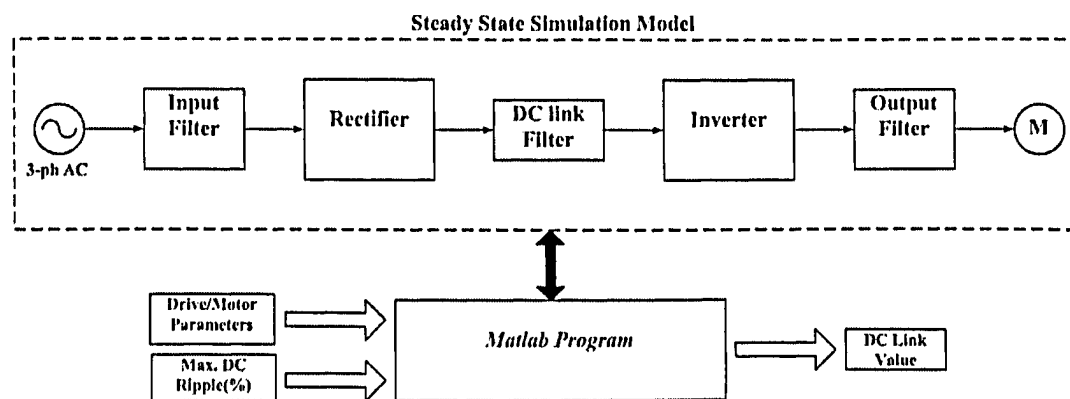 Steady State Simulation Model
Input
Filter
Rectifier
DC link
Filter
Inverter
Output
Filter
M
3-ph AC
Drive/Motor
Parameters
Max. DC
Ripple(%)
Matlab Program
DC Link
Value